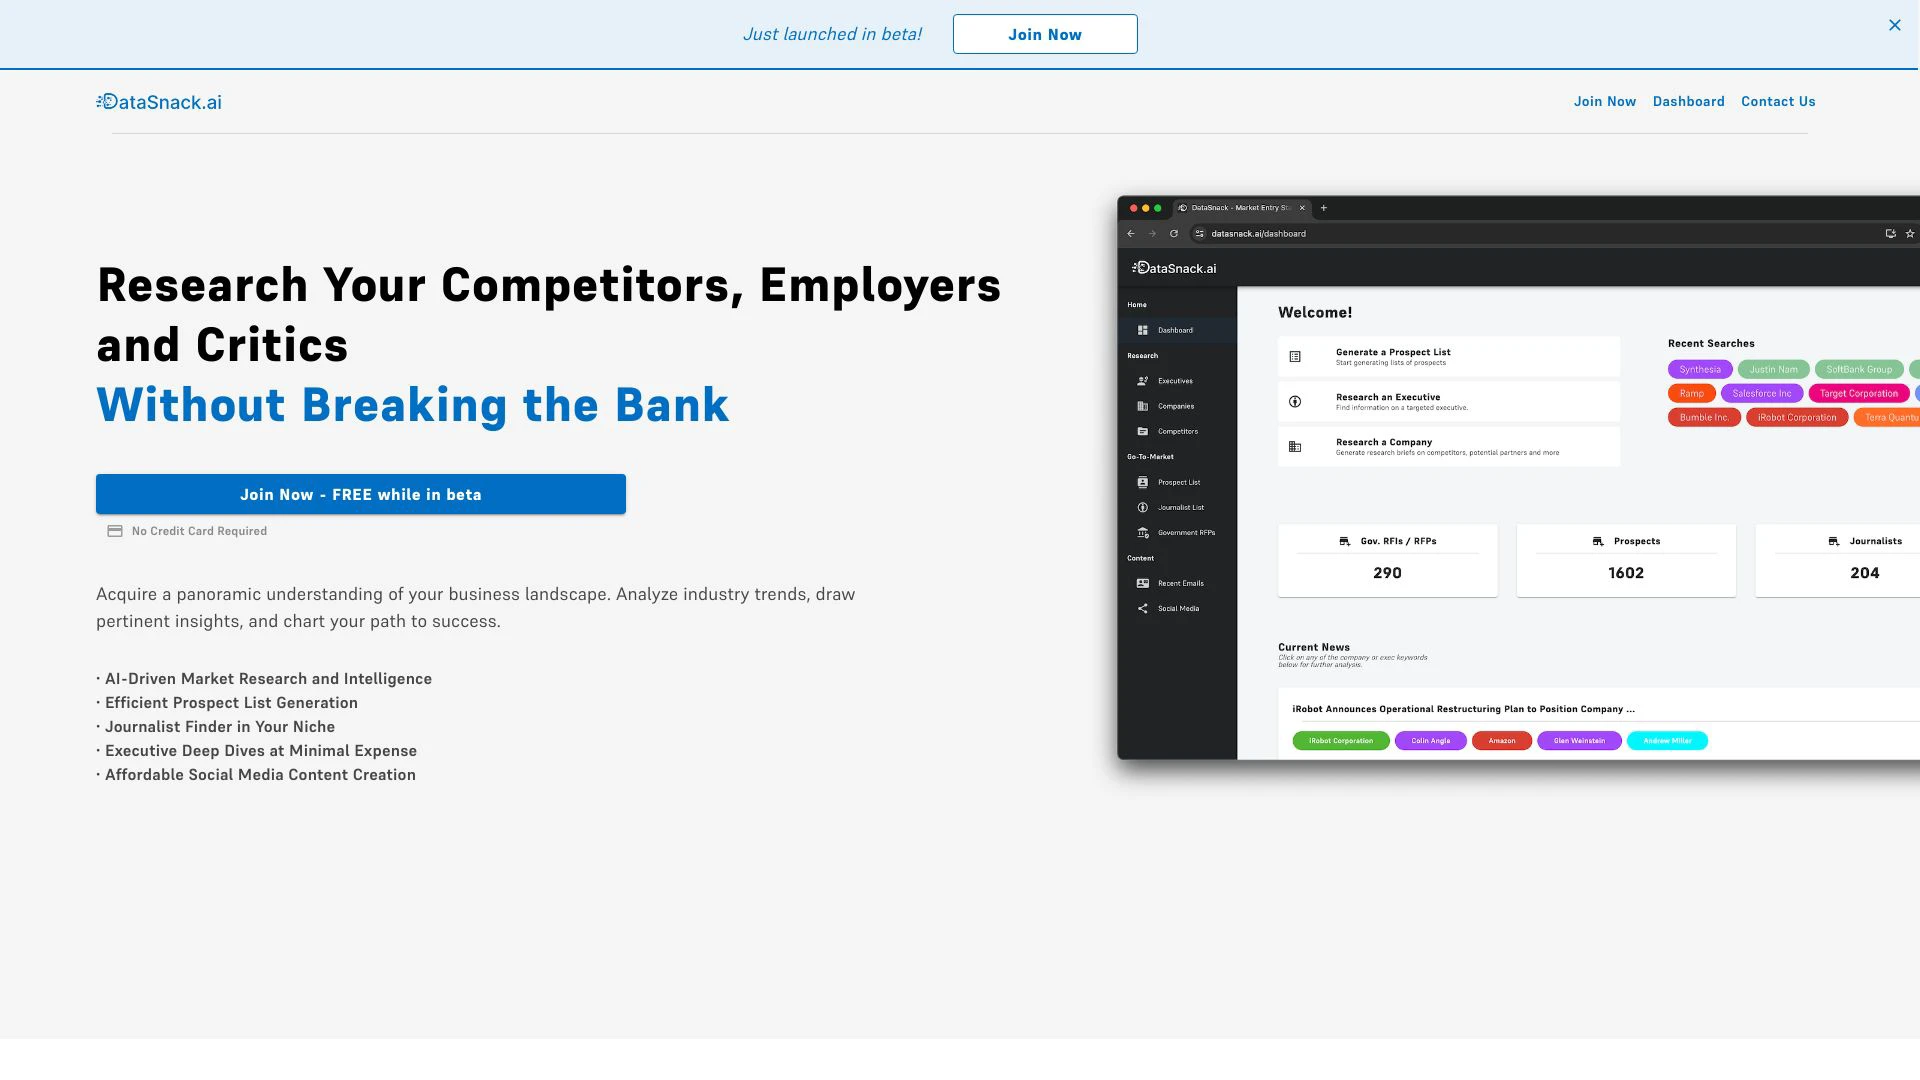 Just launched in beta!
Join Now
DataSnack.ai
Join Now
Dashboard
Contact Us
Research Your Competitors, Employers
and Critics
Without Breaking the Bank
Join Now - FREE while in beta
No Credit Card Required
Acquire a panoramic understanding of your business landscape. Analyze industry trends, draw
pertinent insights, and chart your path to success.
· AI-Driven Market Research and Intelligence
· Efficient Prospect List Generation
· Journalist Finder in Your Niche
· Executive Deep Dives at Minimal Expense
· Affordable Social Media Content Creation
DataSnack - Market Entry
datasnack.ai/dashboard
DataSnack.ai
Home
Dashboard
Research
Executives
Companies
Competitors
Go-To-Market
Prospect List
Journalist List
Government RFPs
Content
Recent Emails
Social Media
Welcome!
Generate a Prospect List
Start generating lists of prospects
Research an Executive
Find information on a targeted executive.
Research a Company
Generate research briefs on competitors, potential partners and more
Recent Searches
Synthesia
Justin Nam
SoftBank Group
Ramp
Salesforce Inc
Target Corporation
Bumble Inc.
iRobot Corporation
Terra Quantu
Gov. RFIs / RFPs
290
Prospects
1602
Journalists
204
Current News
Click on any of the company or exec keywords
below for further analysis.
iRobot Announces Operational Restructuring Plan to Position Company ...
iRobot Corporation
Colin Angle
Amazon
Glen Weinstein
Andrew Miller